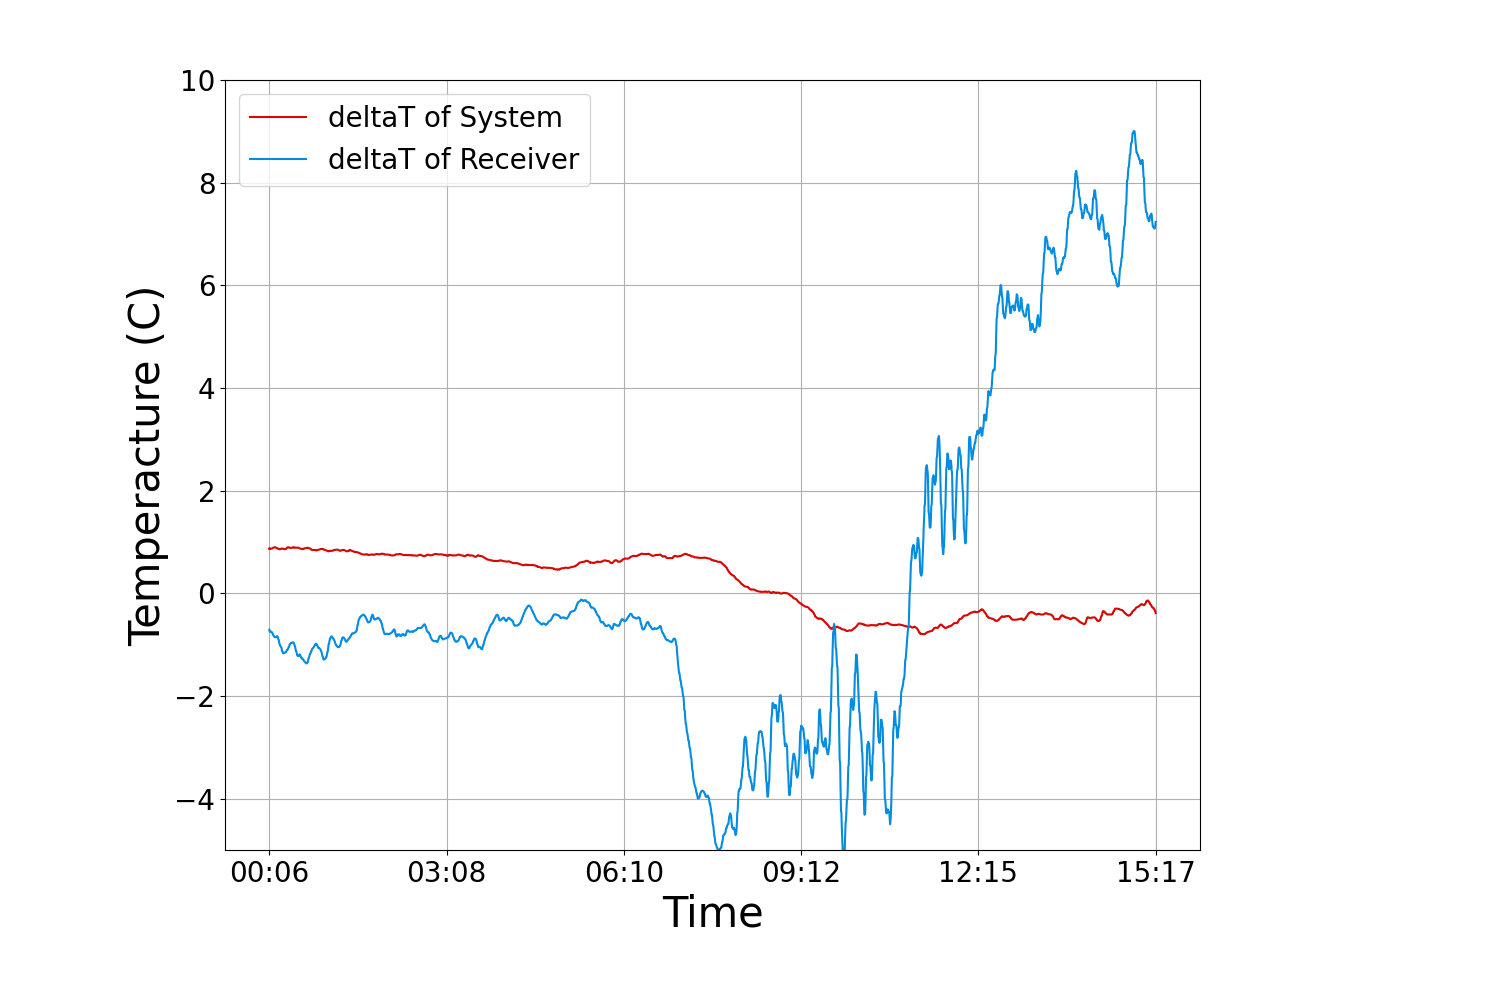 10
8
6
4
2
0
−2
−4
Temperacture (C)
deltaT of System
deltaT of Receiver
00:06 03:08 06:10 09:12 12:15 15:17
Time